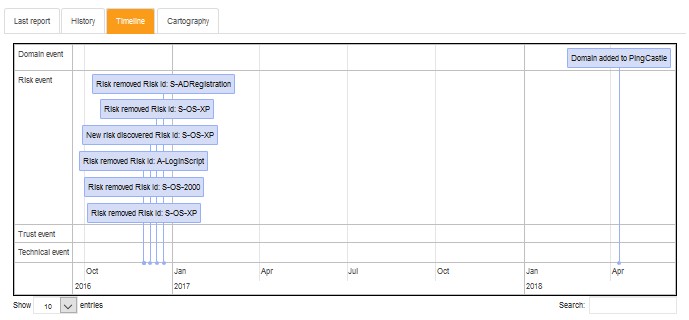 Last report History Timeline Cartography
Domain event
Domain added to PingCastle
Risk event
Risk removed Risk Id: S-ADRegistration
Risk removed Risk Id: S-OS-XP
New risk discovered Risk Id: S-OS-XP
Risk removed Risk Id: A-LoginScript
Risk removed Risk Id: S-OS-2000
Risk removed Risk Id: S-OS-XP
Trust event
Technical event
Oct Jan Apr Jul Oct Jan Apr
2016 2017 2018
Show 10 entries Search: